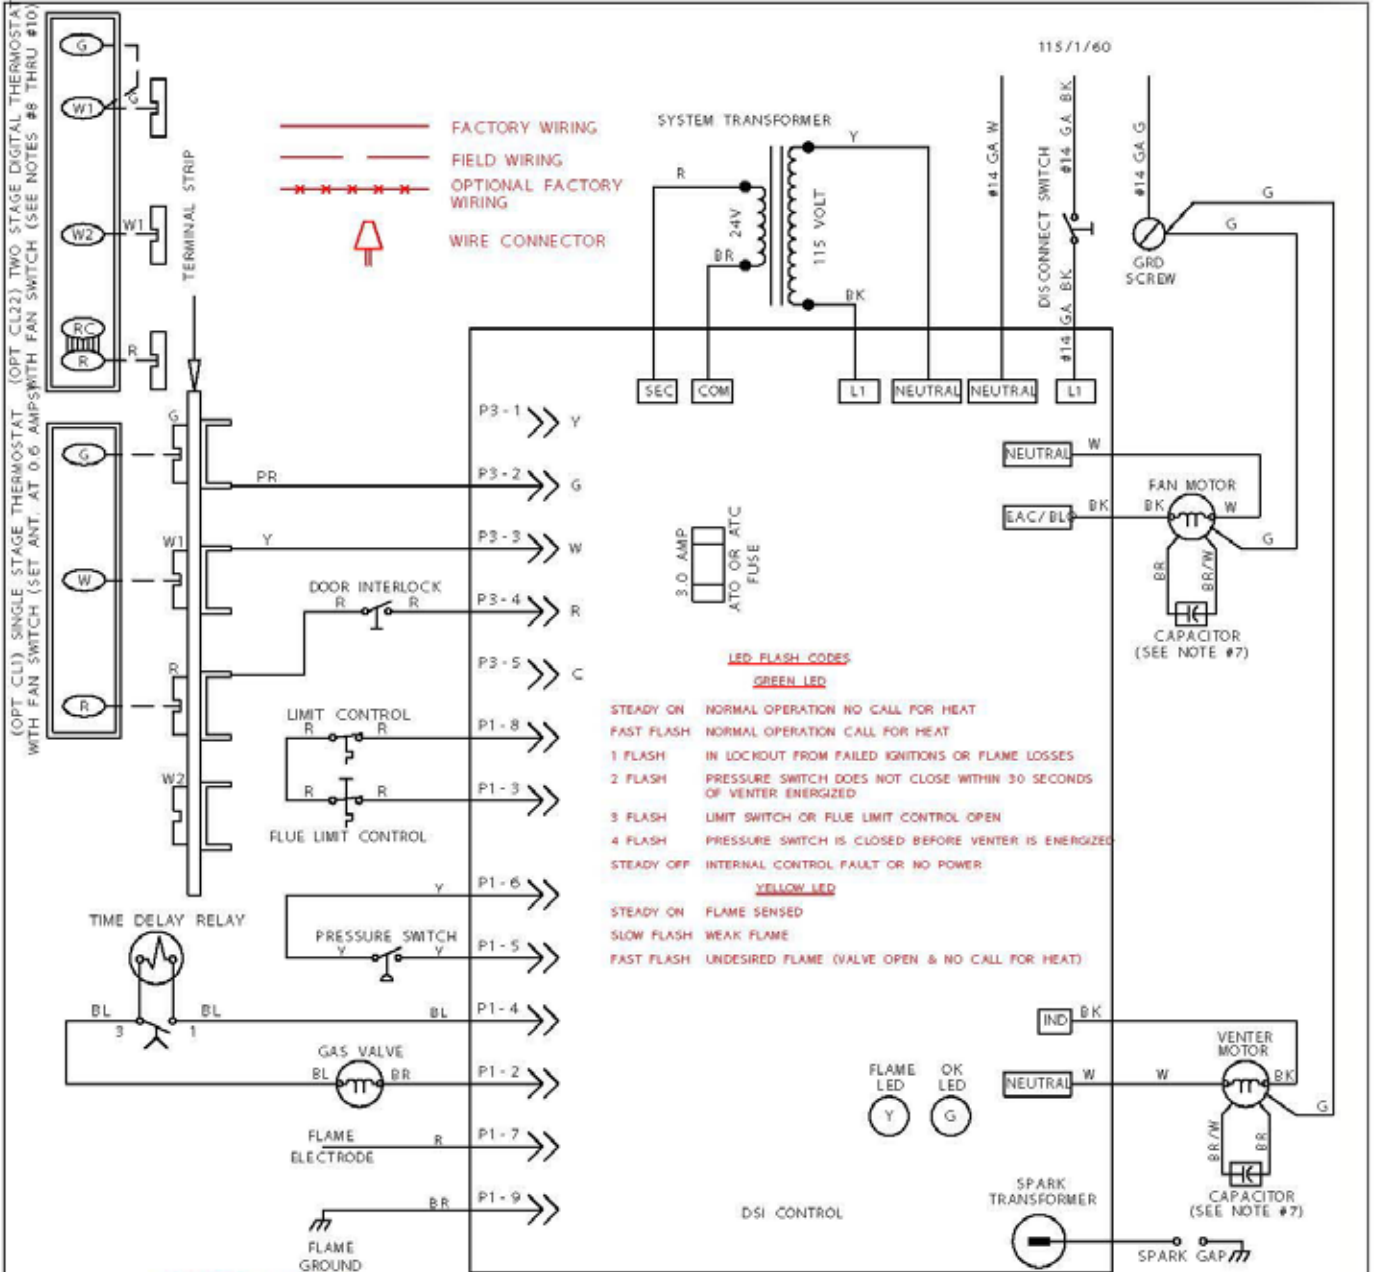 (OPT CL22) TWO STAGE DIGITAL THERMOSTAT
WITH FAN SWITCH (SEE NOTES #8 THRU #10)
(OPT CL1) SINGLE STAGE THERMOSTAT
WITH FAN SWITCH (SET ANT. AT 0.6 AMPS)
G
W1
W2
W1
RC
R
R
G
W
R
TERMINAL STRIP
G
W1
R
W2
FACTORY WIRING
FIELD WIRING
OPTIONAL FACTORY
WIRING
WIRE CONNECTOR
SYSTEM TRANSFORMER
R
24V
BR
115 VOLT
Y
BK
115/1/60
#14 GA W
DISCONNECT SWITCH
#14 GA BK
#14 GA BK
#14 GA G
GRD
SCREW
G
G
SEC
COM
L1
NEUTRAL
NEUTRAL
L1
P3-1
Y
PR
P3-2
G
Y
P3-3
W
DOOR INTERLOCK
R
R
P3-4
R
P3-5
C
LIMIT CONTROL
R
R
P1-8
R
R
P1-3
FLUE LIMIT CONTROL
Y
P1-6
PRESSURE SWITCH
Y
Y
P1-5
TIME DELAY RELAY
BL
3
1
BL
BL
P1-4
GAS VALVE
BL
BR
P1-2
FLAME
ELECTRODE
R
P1-7
BR
P1-9
FLAME
GROUND
3.0 AMP
ATO OR ATC
FUSE
NEUTRAL
W
EAC/BL
BK
FAN MOTOR
BK
W
G
BR
BR/W
CAPACITOR
(SEE NOTE #7)
LED FLASH CODES
GREEN LED
STEADY ON NORMAL OPERATION NO CALL FOR HEAT
FAST FLASH NORMAL OPERATION CALL FOR HEAT
1 FLASH IN LOCKOUT FROM FAILED IGNITIONS OR FLAME LOSSES
2 FLASH PRESSURE SWITCH DOES NOT CLOSE WITHIN 30 SECONDS
OF VENTER ENERGIZED
3 FLASH LIMIT SWITCH OR FLUE LIMIT CONTROL OPEN
4 FLASH PRESSURE SWITCH IS CLOSED BEFORE VENTER IS ENERGIZED
STEADY OFF INTERNAL CONTROL FAULT OR NO POWER
YELLOW LED
STEADY ON FLAME SENSED
SLOW FLASH WEAK FLAME
FAST FLASH UNDESIRED FLAME (VALVE OPEN & NO CALL FOR HEAT)
IND
BK
VENTER
MOTOR
FLAME
LED
Y
OK
LED
G
NEUTRAL
W
W
BK
G
BR/W
BR
CAPACITOR
(SEE NOTE #7)
SPARK
TRANSFORMER
DSI CONTROL
SPARK GAP